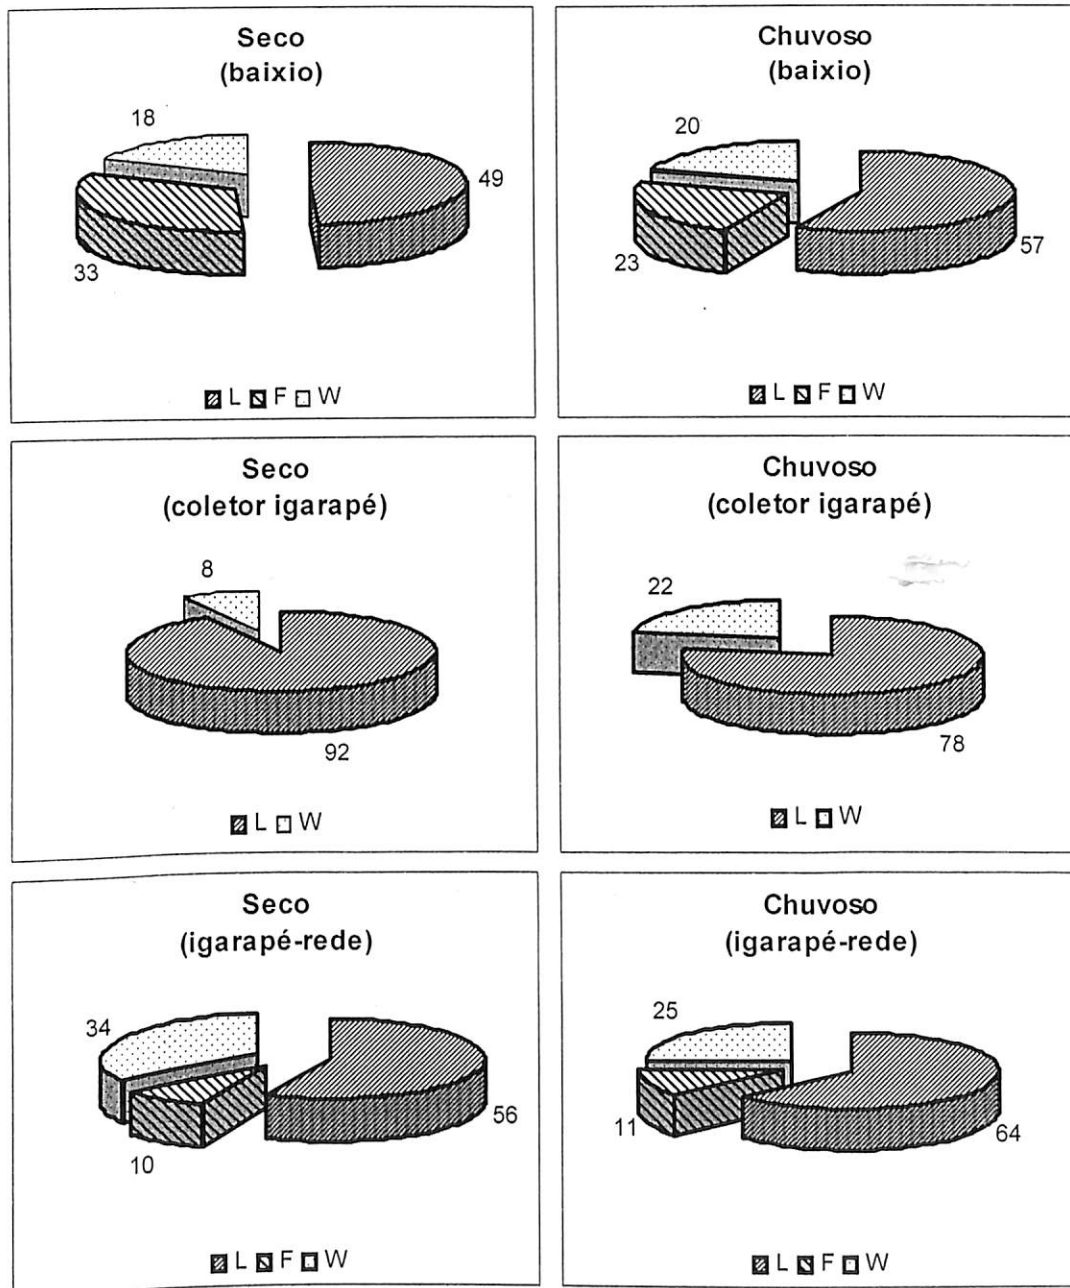 Seco
(baixio)
18
49
33
L F W
Chuvoso
(baixio)
20
57
23
L F W
Seco
(coletor igarapé)
8
92
L W
Chuvoso
(coletor igarapé)
22
78
L W
Seco
(igarapé-rede)
34
56
10
L F W
Chuvoso
(igarapé-rede)
25
11
64
L F W